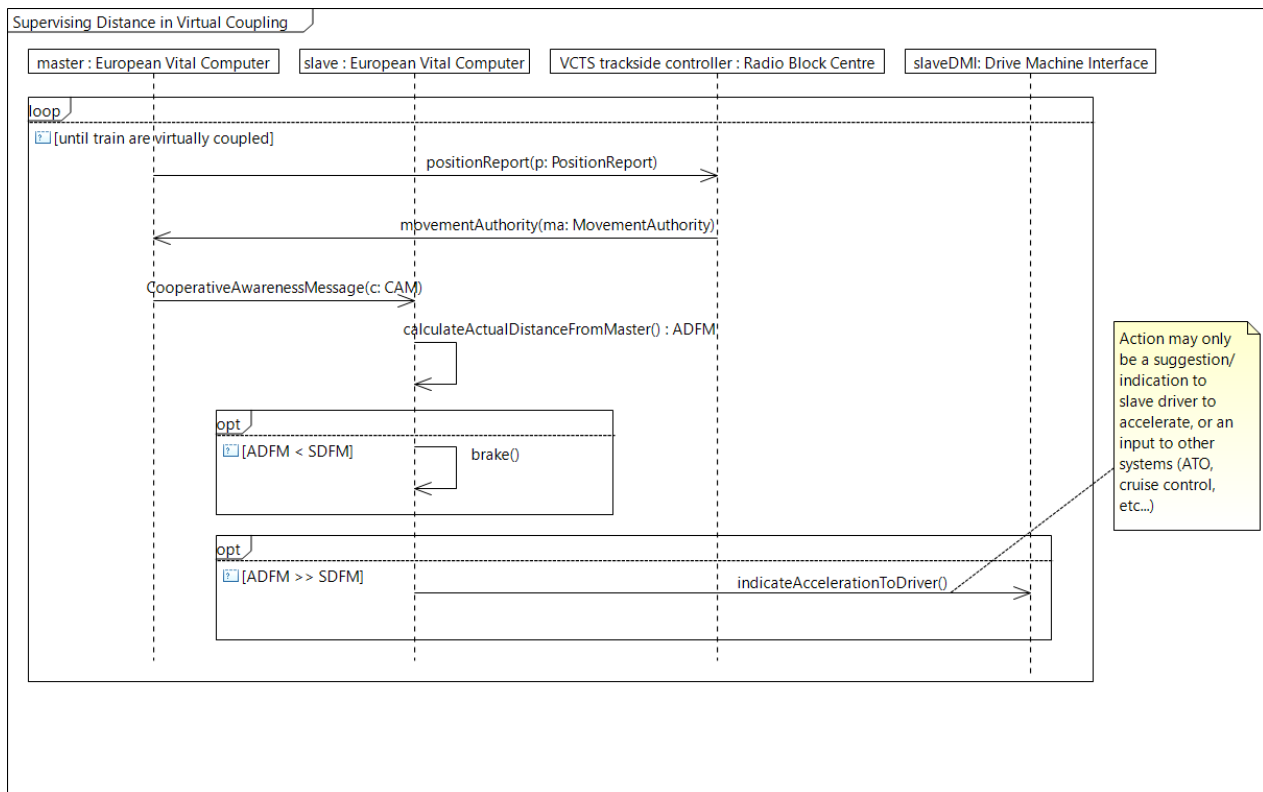 Supervising Distance in Virtual Coupling
master : European Vital Computer
slave : European Vital Computer
VCTS trackside controller : Radio Block Centre
slaveDMI: Drive Machine Interface
loop
[until train are virtually coupled]
positionReport(p: PositionReport)
movementAuthority(ma: MovementAuthority)
CooperativeAwarenessMessage(c: CAM)
calculateActualDistanceFromMaster() : ADFM
opt
[ADFM < SDFM]
brake()
opt
[ADFM >> SDFM]
indicateAccelerationToDriver()
Action may only
be a suggestion/
indication to
slave driver to
accelerate, or an
input to other
systems (ATO,
cruise control,
etc...)